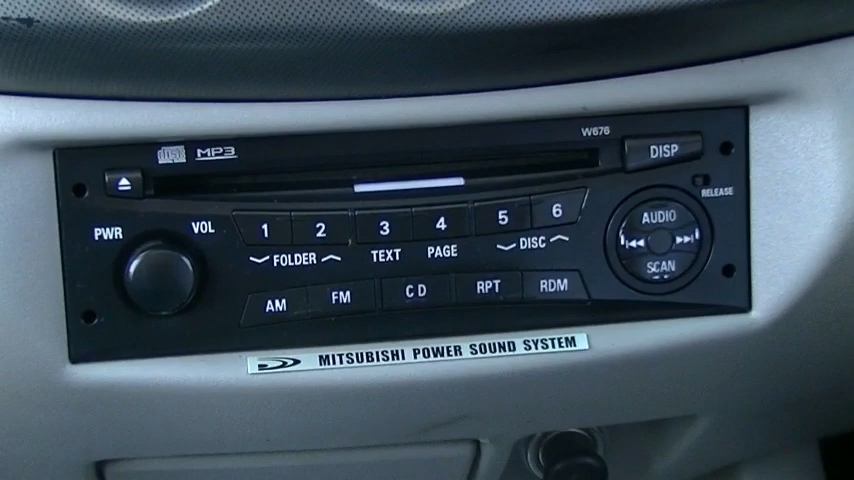 W676
disc MP3
DISP
RELEASE
PWR VOL
1 2 3 4 5 6
FOLDER TEXT PAGE DISC
AUDIO
SCAN
AM FM CD RPT RDM
MITSUBISHI POWER SOUND SYSTEM